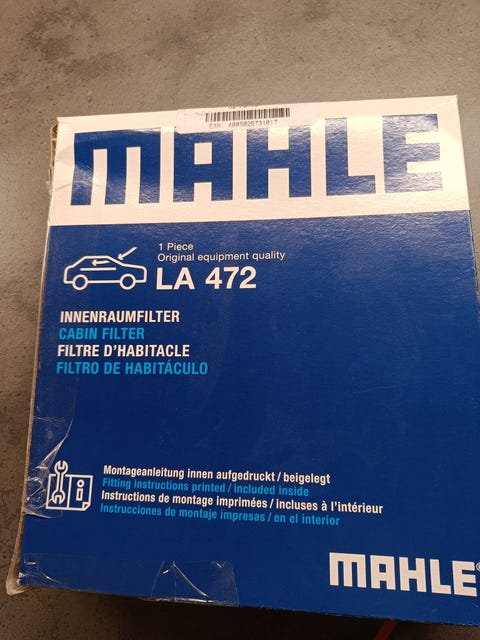 EAN: 4009026731017
MAHLE
1 Piece
Original equipment quality
LA 472
INNENRAUMFILTER
CABIN FILTER
FILTRE D'HABITACLE
FILTRO DE HABITÁCULO
Montageanleitung innen aufgedruckt / beigelegt
Fitting instructions printed / included inside
Instructions de montage imprimées / incluses à l'intérieur
Instrucciones de montaje impresas / en el interior
MAHLE